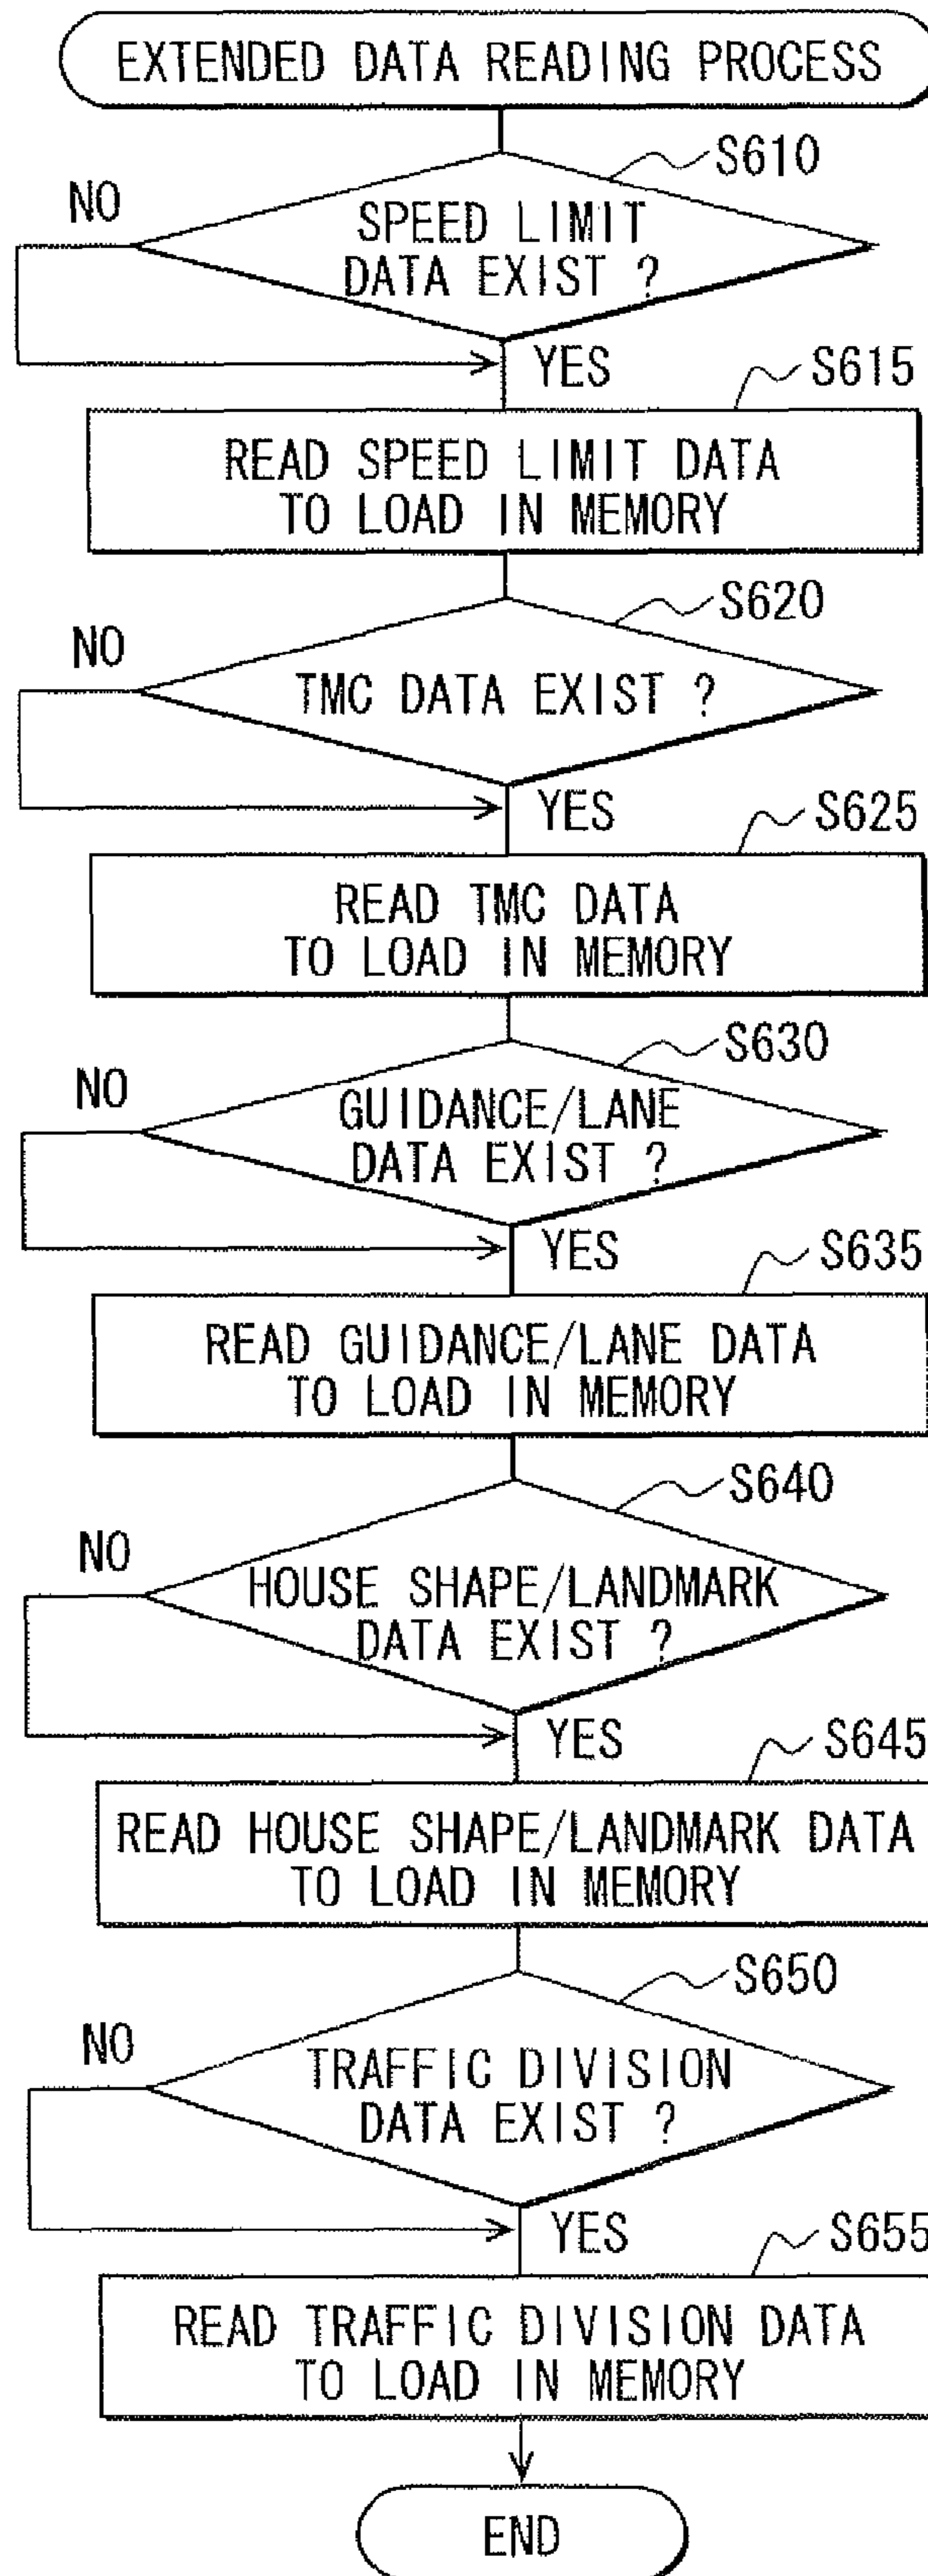 EXTENDED DATA READING PROCESS
S610
NO
SPEED LIMIT
DATA EXIST ?
YES
S615
READ SPEED LIMIT DATA
TO LOAD IN MEMORY
S620
NO
TMC DATA EXIST ?
YES
S625
READ TMC DATA
TO LOAD IN MEMORY
S630
NO
GUIDANCE/LANE
DATA EXIST ?
YES
S635
READ GUIDANCE/LANE DATA
TO LOAD IN MEMORY
S640
NO
HOUSE SHAPE/LANDMARK
DATA EXIST ?
YES
S645
READ HOUSE SHAPE/LANDMARK DATA
TO LOAD IN MEMORY
S650
NO
TRAFFIC DIVISION
DATA EXIST ?
YES
S655
READ TRAFFIC DIVISION DATA
TO LOAD IN MEMORY
END